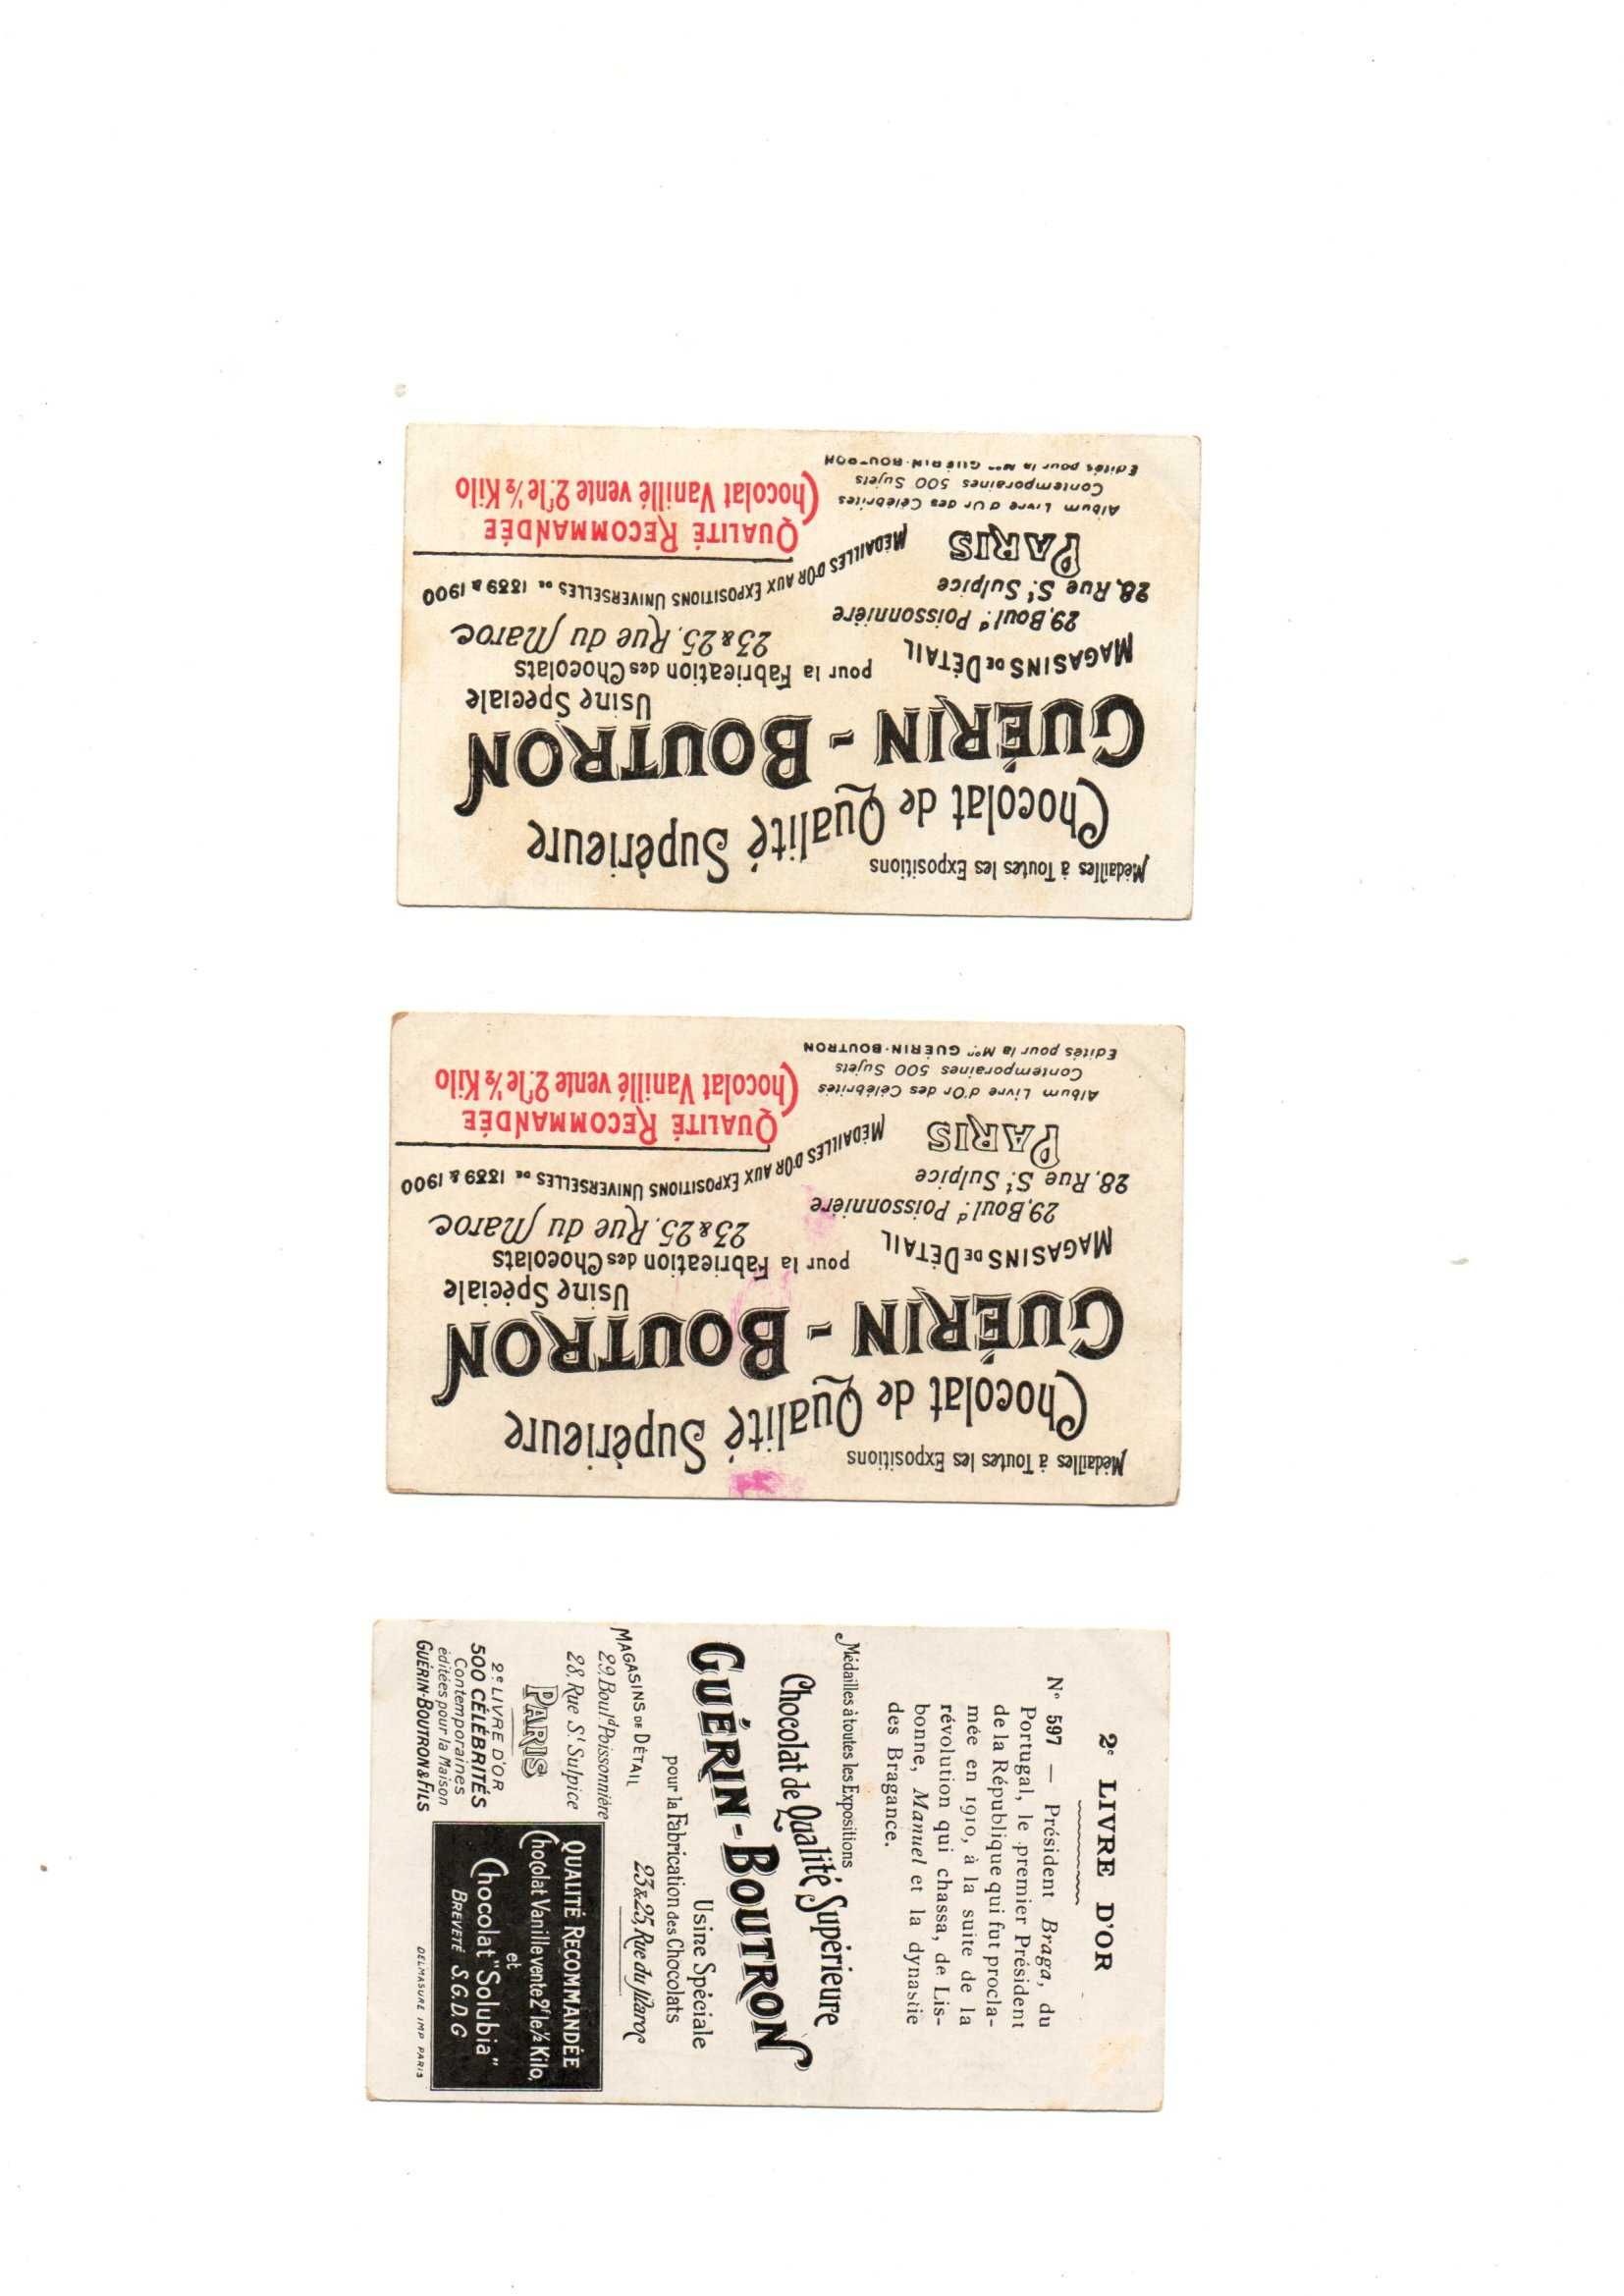 Médailles à Toutes les Expositions
Chocolat de Qualité Supérieure
GUÉRIN - BOUTRON
Usine Spéciale
MAGASINS DE DÉTAIL
pour la Fabrication des Chocolats
29, Boul.d Poissonnière
23 & 25, Rue du Maroc
28, Rue St. Sulpice
PARIS
MÉDAILLES D'OR AUX EXPOSITIONS UNIVERSELLES DE 1889 & 1900
Album Livre d'Or des Célébrités
Contemporaines 500 Sujets
Édités pour la Mon GUÉRIN-BOUTRON
QUALITÉ RECOMMANDÉE
Chocolat Vanillé vente 2f le ½ Kilo
Médailles à Toutes les Expositions
Chocolat de Qualité Supérieure
GUÉRIN - BOUTRON
Usine Spéciale
MAGASINS DE DÉTAIL
pour la Fabrication des Chocolats
29, Boul.d Poissonnière
23 & 25, Rue du Maroc
28, Rue St. Sulpice
PARIS
MÉDAILLES D'OR AUX EXPOSITIONS UNIVERSELLES DE 1889 & 1900
Album Livre d'Or des Célébrités
Contemporaines 500 Sujets
Édités pour la Mon GUÉRIN-BOUTRON
QUALITÉ RECOMMANDÉE
Chocolat Vanillé vente 2f le ½ Kilo
2e LIVRE D'OR
No 597 — Président Braga, du
Portugal, le premier Président
de la République qui fut procla-
mée en 1910, à la suite de la
révolution qui chassa, de Lis-
bonne, Manuel et la dynastie
des Bragance.
Médailles à toutes les Expositions
Chocolat de Qualité Supérieure
GUÉRIN - BOUTRON
Usine Spéciale
pour la Fabrication des Chocolats
MAGASINS DE DÉTAIL
23 & 25, Rue du Maroc
29, Bould Poissonnière
28, Rue St Sulpice
PARIS
2e LIVRE D'OR
500 CÉLÉBRITÉS
Contemporaines
éditées pour la Maison
GUÉRIN-BOUTRON & FILS
QUALITÉ RECOMMANDÉE
Chocolat Vanille vente 2f le ½ Kilo,
et
Chocolat "Solubia"
BREVETÉ S.G.D.G
DELMASURE IMP PARIS